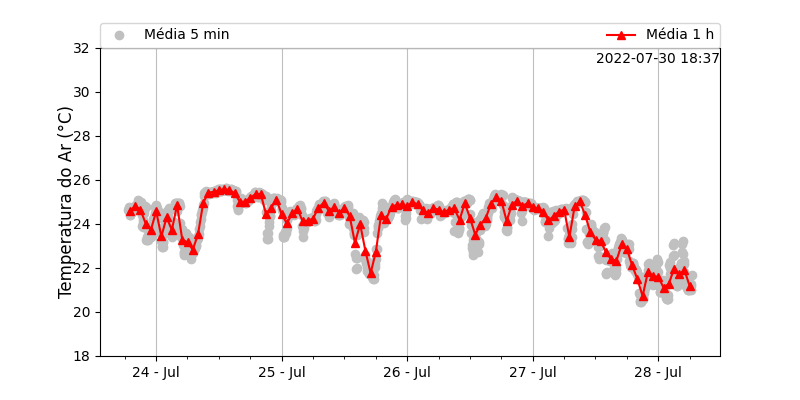 Média 5 min
Média 1 h
2022-07-30 18:37
Temperatura do Ar (°C)
32
30
28
26
24
22
20
18
24 - Jul
25 - Jul
26 - Jul
27 - Jul
28 - Jul